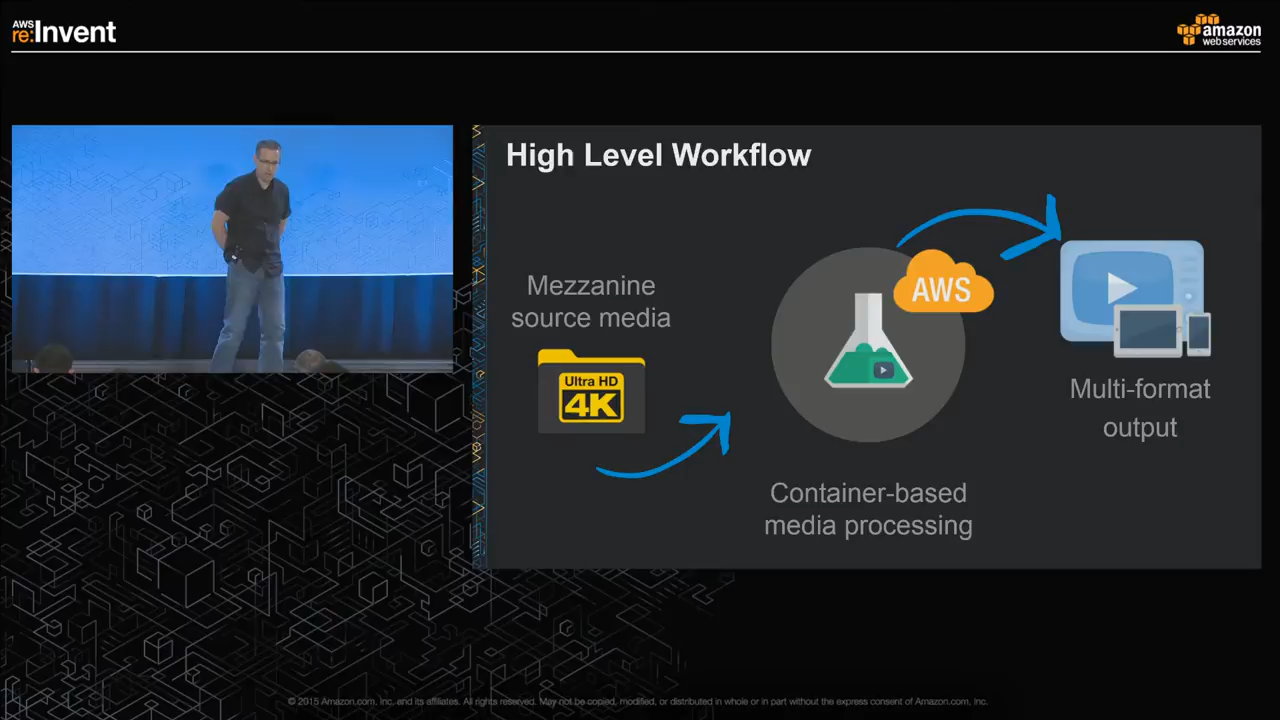 AWS
re:Invent
amazon
web services
High Level Workflow
Mezzanine
source media
Ultra HD
4K
AWS
Multi-format
output
Container-based
media processing
© 2015 Amazon.com, Inc. and its affiliates. All rights reserved. May not be copied, modified, or distributed in whole or in part without the express consent of Amazon.com, Inc.